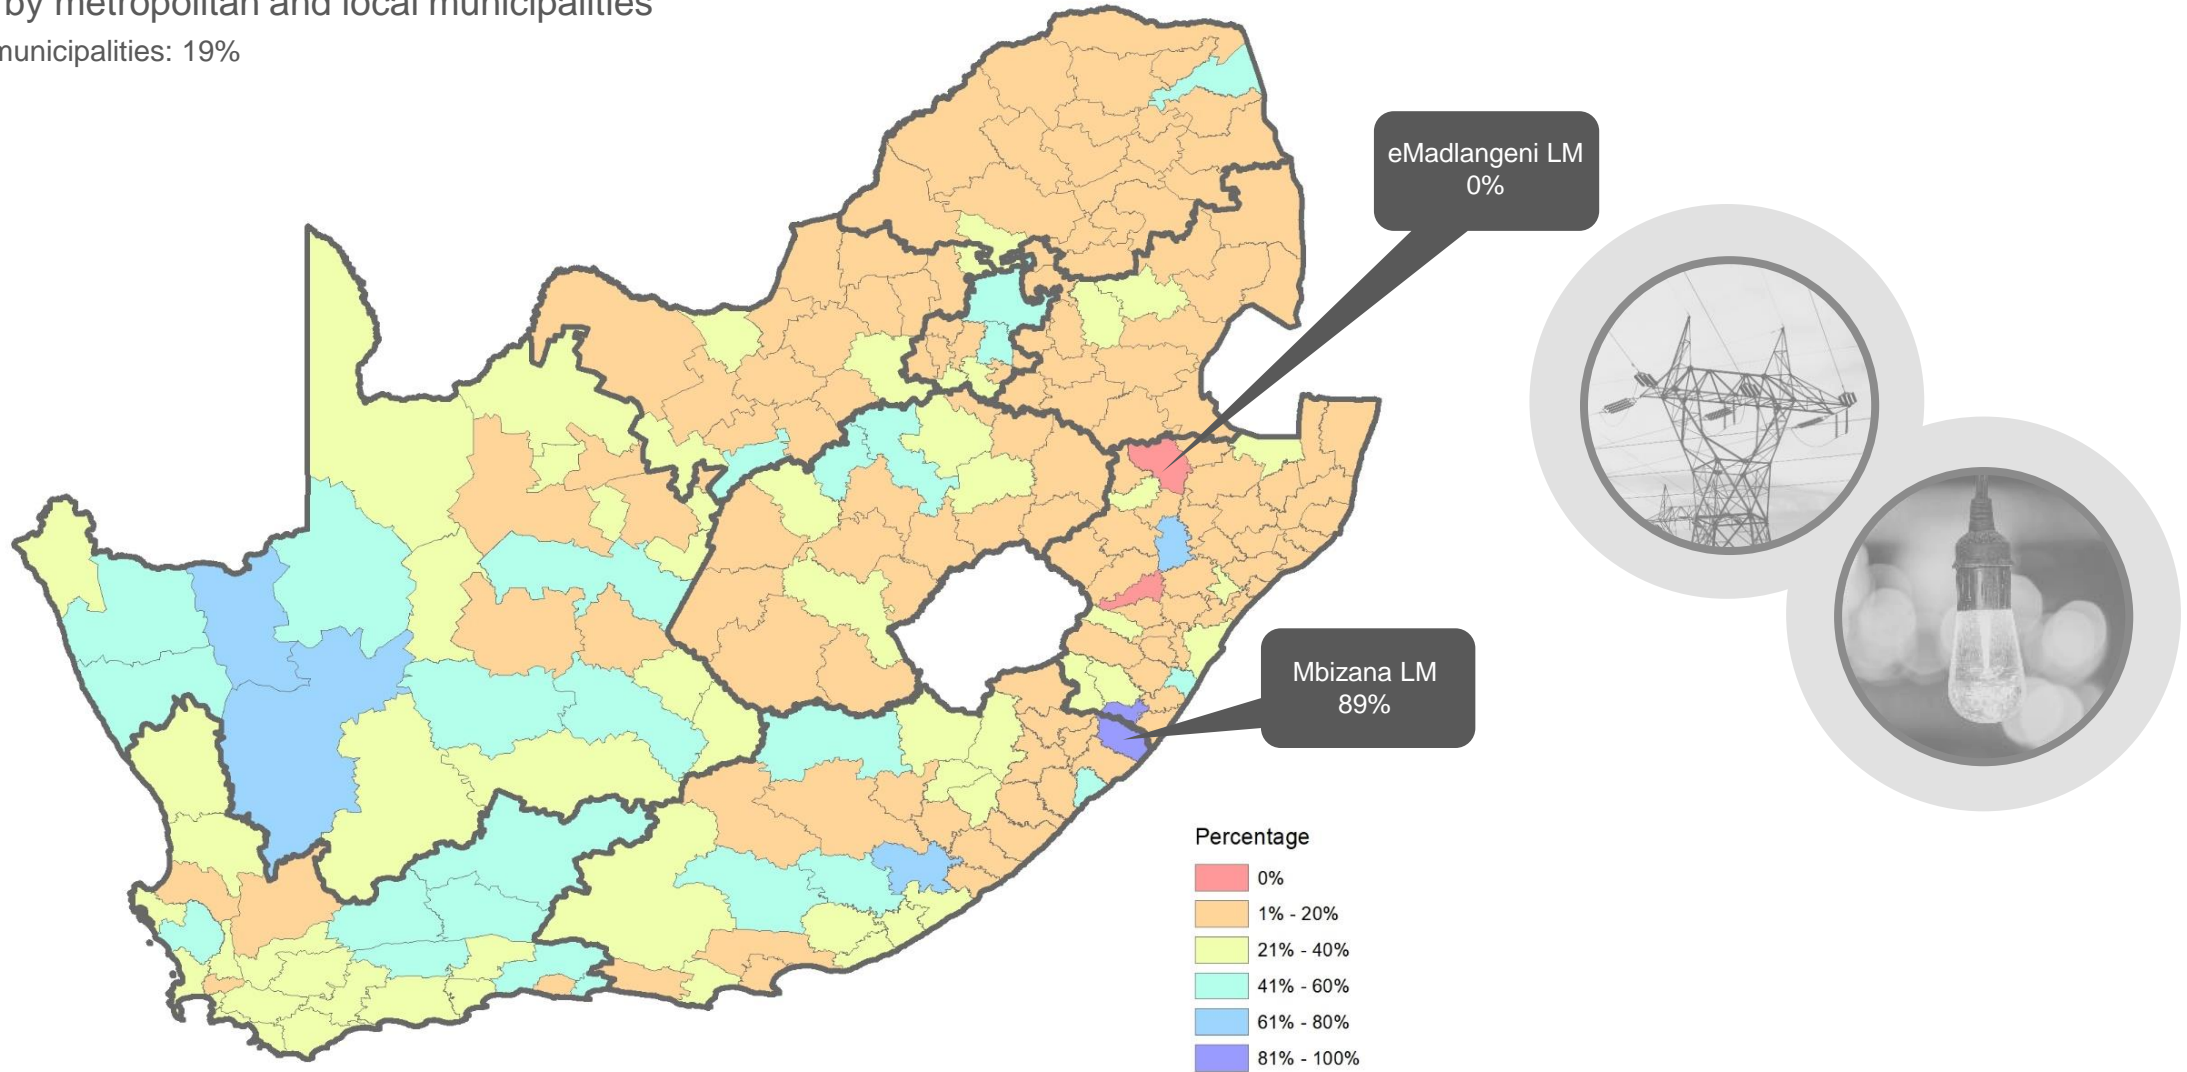 by metropolitan and local municipalities
municipalities: 19%
eMadlangeni LM
0%
Mbizana LM
89%
Percentage
0%
1% - 20%
21% - 40%
41% - 60%
61% - 80%
81% - 100%